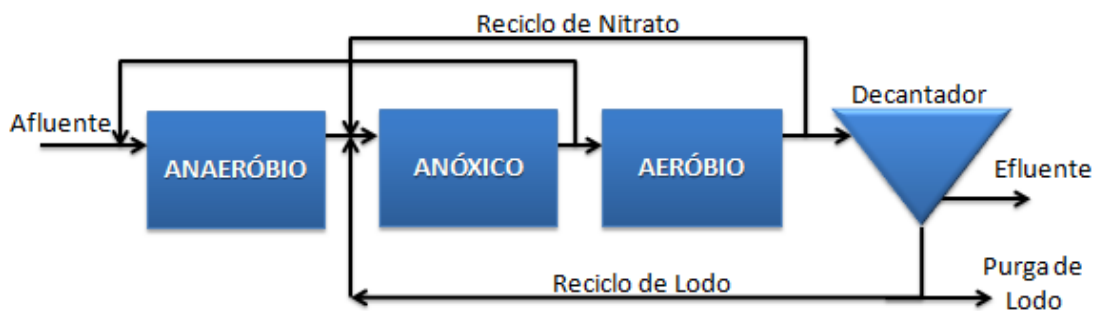 Reciclo de Nitrato
Decantador
Afluente
ANAERÓBIO
ANÓXICO
AERÓBIO
Efluente
Reciclo de Lodo
Purga de
Lodo